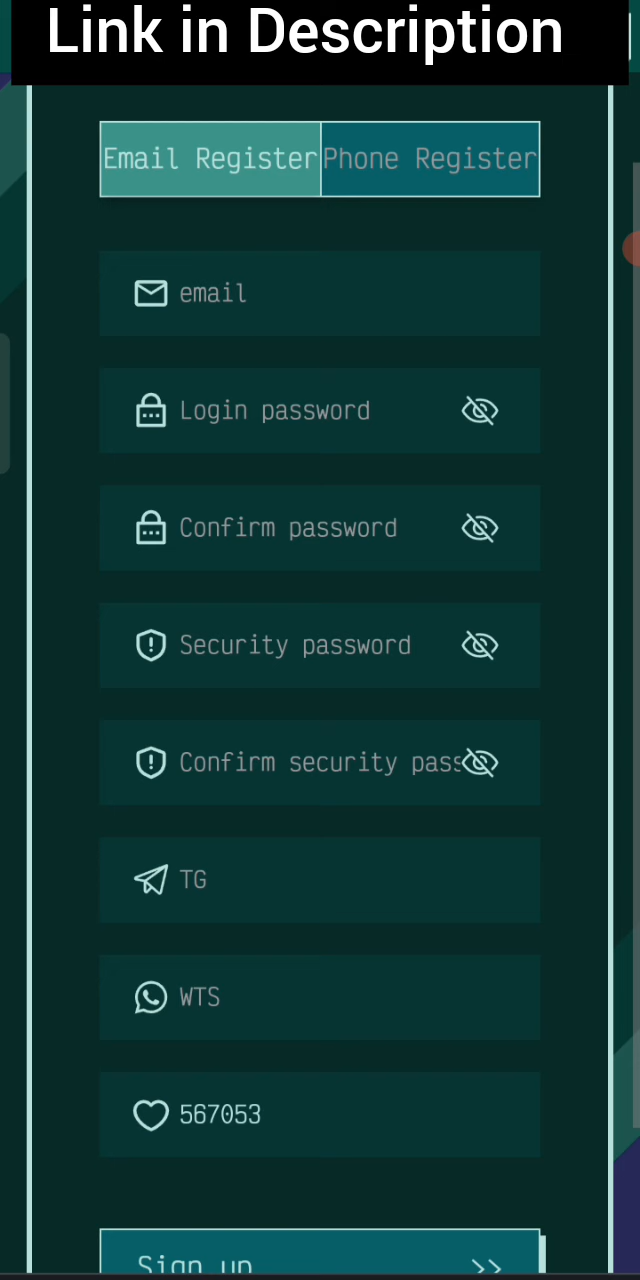 Link in Description
Email Register Phone Register
email
Login password
Confirm password
Security password
Confirm security pass
TG
WTS
567053
Sign up >>